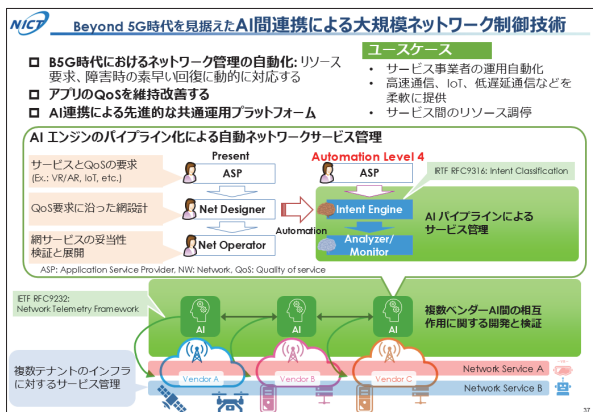 NICT
Beyond 5G時代を見据えたAI間連携による大規模ネットワーク制御技術
B5G時代におけるネットワーク管理の自動化: リソース
要求、障害時の素早い回復に動的に対応する
アプリのQoSを維持改善する
AI連携による先進的な共通運用プラットフォーム
ユースケース
• サービス事業者の運用自動化
• 高速通信、IoT、低遅延通信などを
柔軟に提供
• サービス間のリソース調停
AI エンジンのパイプライン化による自動ネットワークサービス管理
サービスとQoSの要求
(Ex.: VR/AR, IoT, etc.)
QoS要求に沿った網設計
網サービスの妥当性
検証と展開
Present
ASP
Net Designer
Net Operator
Automation
Automation Level 4
ASP
Intent Engine
Analyzer/
Monitor
IRTF RFC9316: Intent Classification
AI パイプラインによる
サービス管理
ASP: Application Service Provider, NW: Network, QoS: Quality of service
IETF RFC9232:
Network Telemetry Framework
AI
AI
AI
複数ベンダーAI間の相互
作用に関する開発と検証
複数テナントのインフラ
に対するサービス管理
Vendor A
Vendor B
Vendor C
Network Service A
Network Service B
37